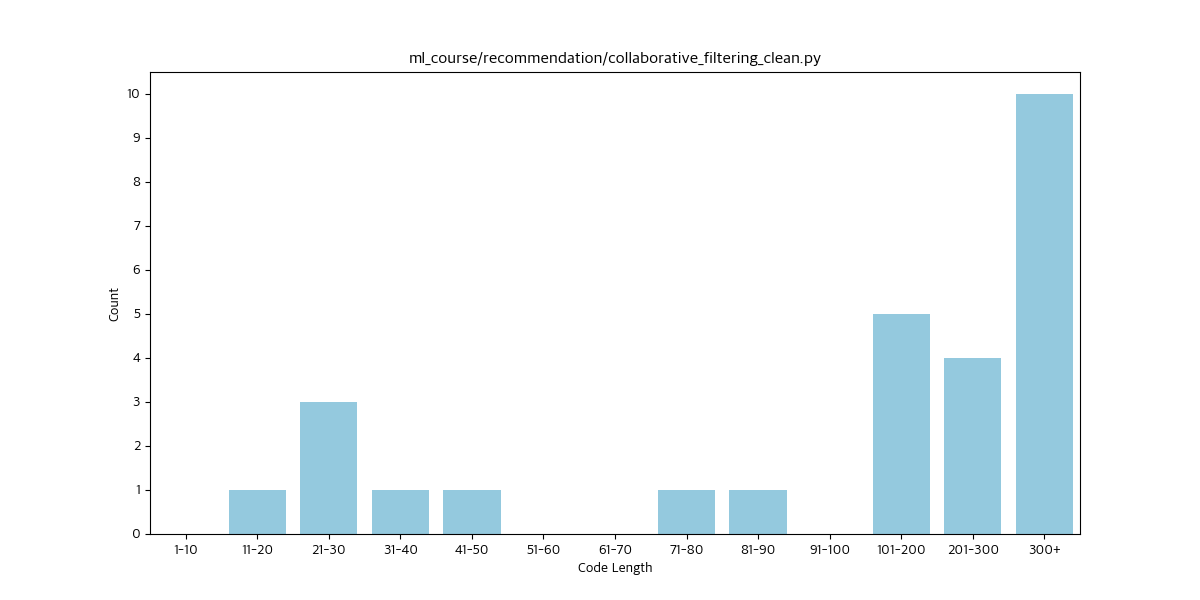 ml_course/recommendation/collaborative_filtering_clean.py
Count
10
9
8
7
6
5
4
3
2
1
0
1-10 11-20 21-30 31-40 41-50 51-60 61-70 71-80 81-90 91-100 101-200 201-300 300+
Code Length